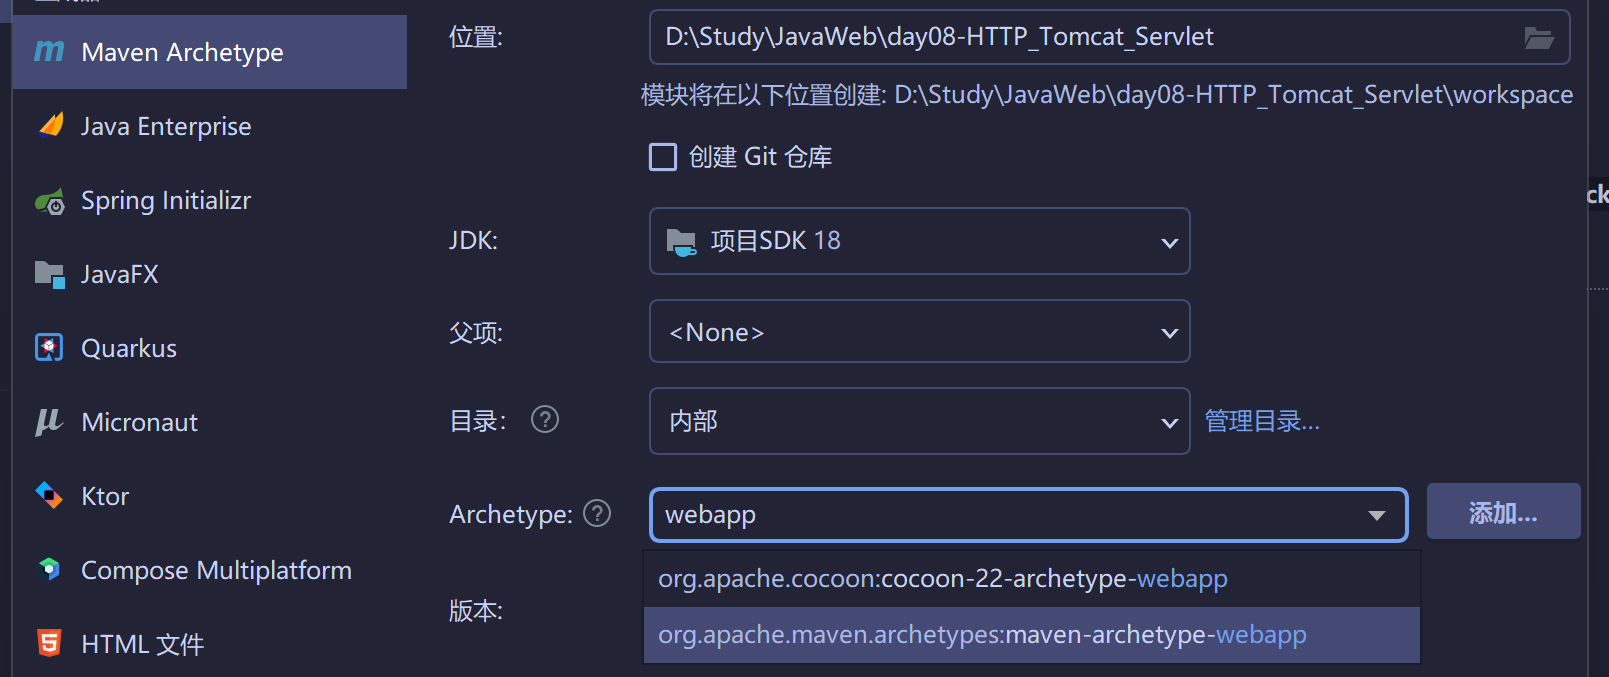 Maven Archetype
Java Enterprise
Spring Initializr
JavaFX
Quarkus
Micronaut
Ktor
Compose Multiplatform
HTML 文件
位置:
D:\Study\JavaWeb\day08-HTTP_Tomcat_Servlet
模块将在以下位置创建: D:\Study\JavaWeb\day08-HTTP_Tomcat_Servlet\workspace
创建 Git 仓库
JDK:
项目SDK 18
父项:
<None>
目录:
内部
管理目录...
Archetype:
webapp
添加...
org.apache.cocoon:cocoon-22-archetype-webapp
版本:
org.apache.maven.archetypes:maven-archetype-webapp
ck